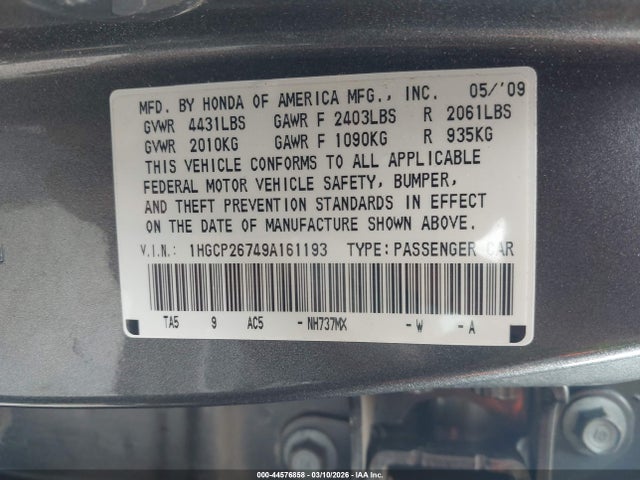 MFD. BY HONDA OF AMERICA MFG., INC. 05/'09
GVWR 4431LBS GAWR F 2403LBS R 2061LBS
GVWR 2010KG GAWR F 1090KG R 935KG
THIS VEHICLE CONFORMS TO ALL APPLICABLE
FEDERAL MOTOR VEHICLE SAFETY, BUMPER,
AND THEFT PREVENTION STANDARDS IN EFFECT
ON THE DATE OF MANUFACTURE SHOWN ABOVE.
V.I.N.: 1HGCP26749A161193 TYPE: PASSENGER CAR
TA5 9 AC5 -NH737MX -W -A
000-44576858 - 03/10/2026 - IAAI.COM